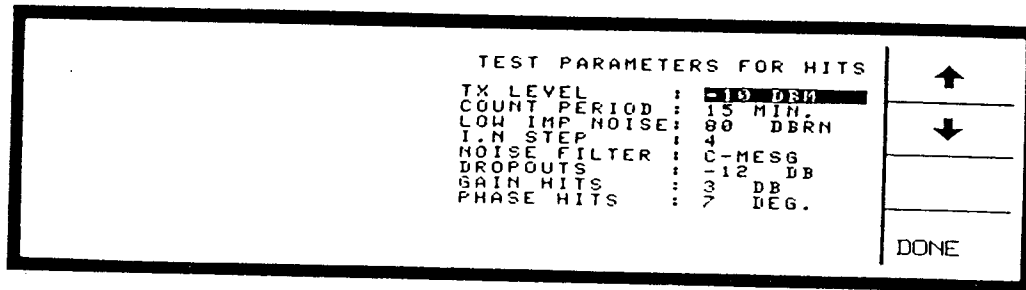 TEST PARAMETERS FOR HITS
TX LEVEL : -10 DBM
COUNT PERIOD : 15 MIN.
LOW IMP NOISE: 80 DBRN
I.N STEP : 4
NOISE FILTER : C-MESG
DROPOUTS : -12 DB
GAIN HITS : 3 DB
PHASE HITS : 7 DEG.
DONE